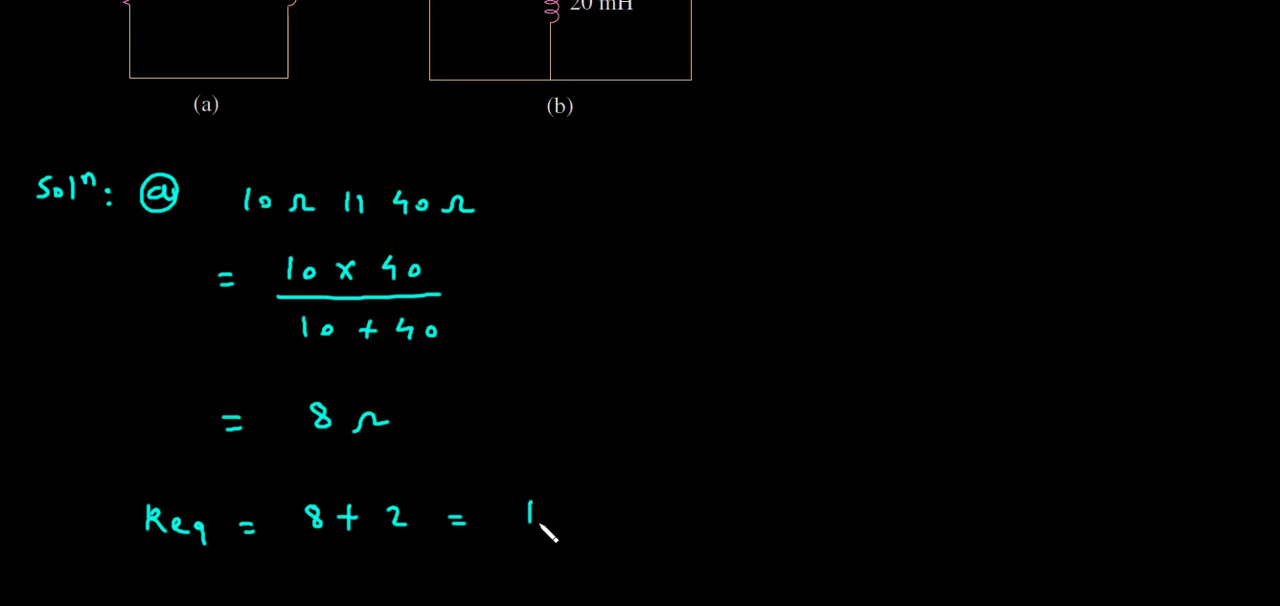 20 mH
(a) (b)
Solⁿ: ⓐ 10 Ω || 40 Ω
= 10 x 40
10 + 40
= 8 Ω
Req = 8 + 2 = 1